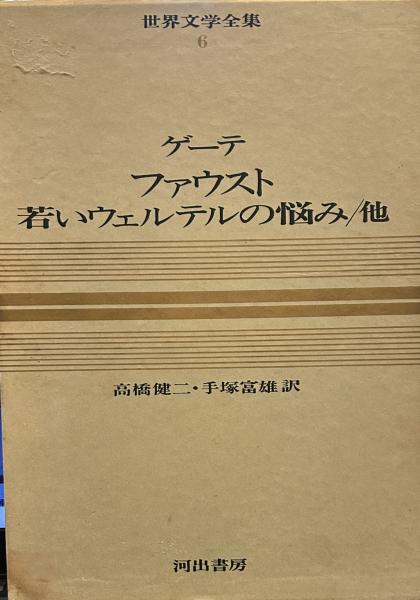 世界文学全集
6
ゲーテ
ファウスト
若いウェルテルの悩み/他
高橋健二・手塚富雄訳
河出書房